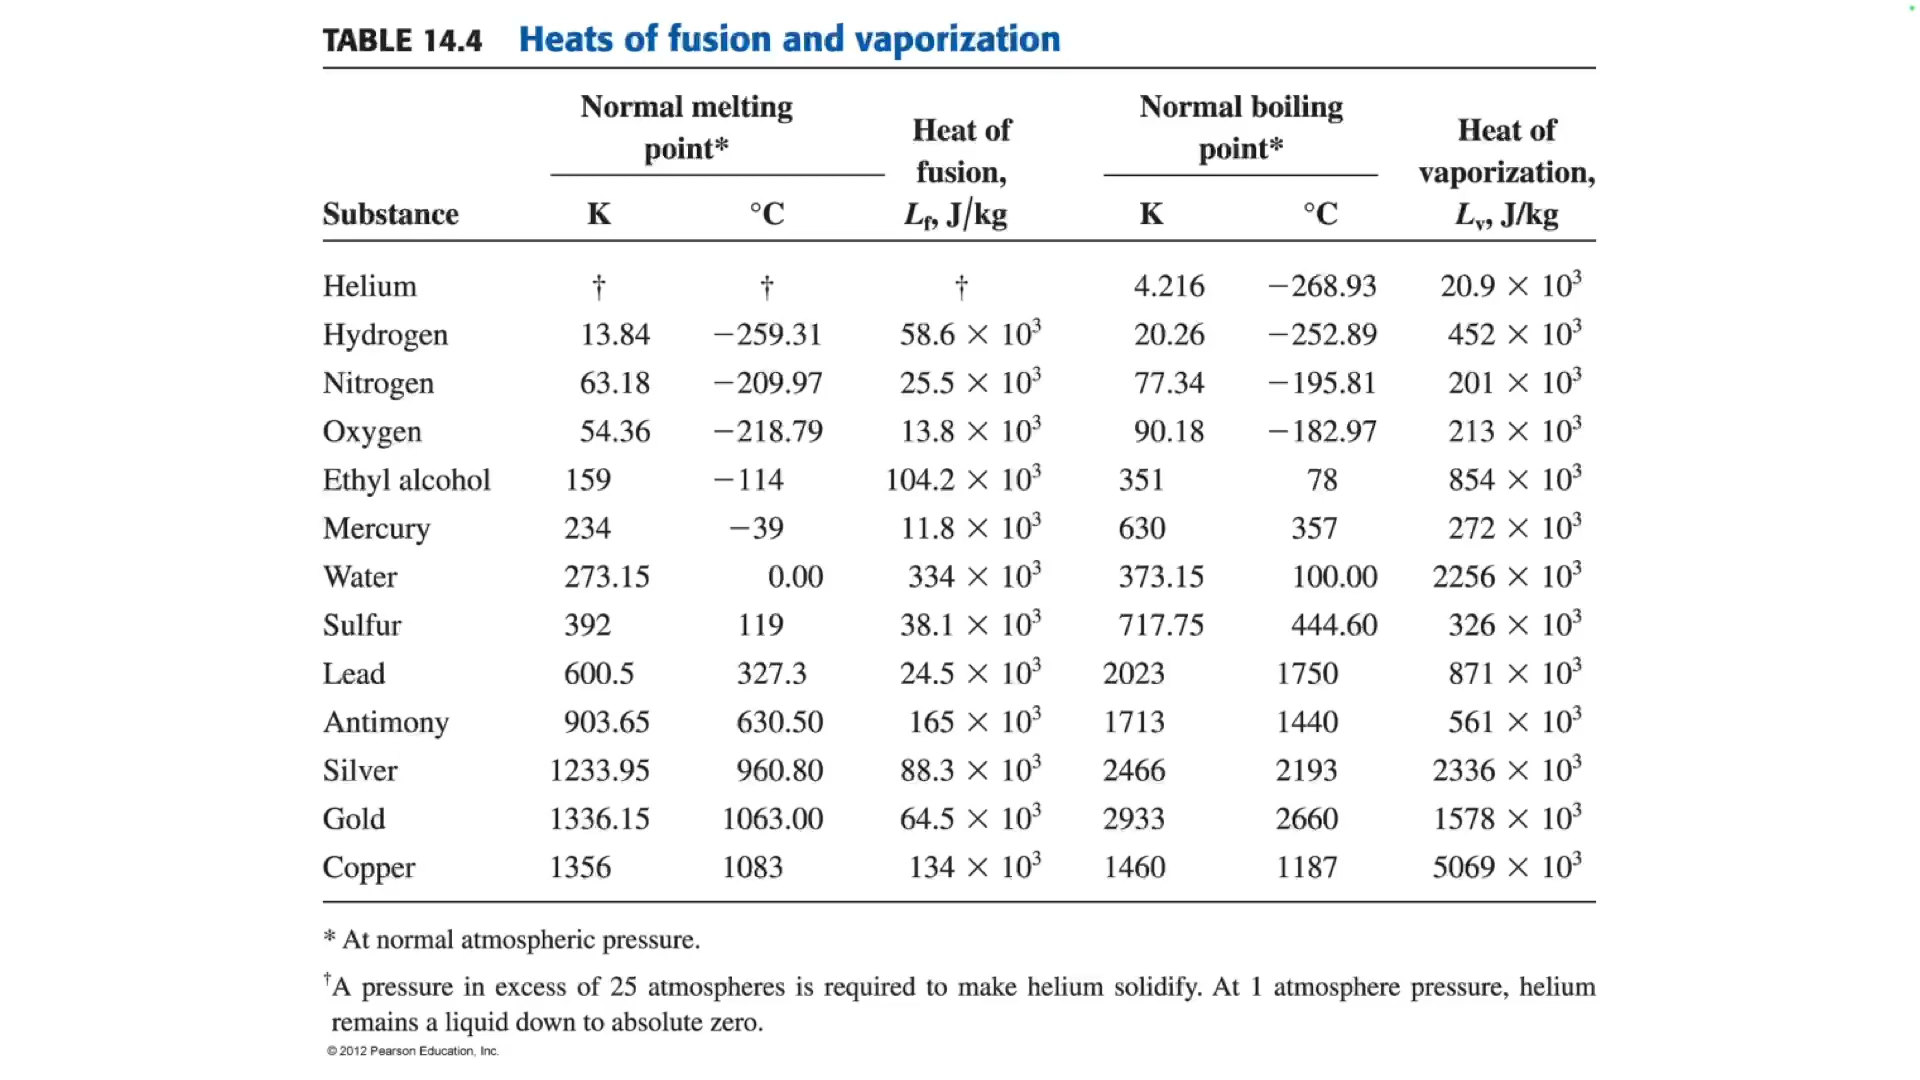 TABLE 14.4 Heats of fusion and vaporization
Normal melting point* Heat of fusion, Normal boiling point* Heat of vaporization,
Substance K °C Lf, J/kg K °C Lv, J/kg
Helium † † † 4.216 −268.93 20.9 × 10³
Hydrogen 13.84 −259.31 58.6 × 10³ 20.26 −252.89 452 × 10³
Nitrogen 63.18 −209.97 25.5 × 10³ 77.34 −195.81 201 × 10³
Oxygen 54.36 −218.79 13.8 × 10³ 90.18 −182.97 213 × 10³
Ethyl alcohol 159 −114 104.2 × 10³ 351 78 854 × 10³
Mercury 234 −39 11.8 × 10³ 630 357 272 × 10³
Water 273.15 0.00 334 × 10³ 373.15 100.00 2256 × 10³
Sulfur 392 119 38.1 × 10³ 717.75 444.60 326 × 10³
Lead 600.5 327.3 24.5 × 10³ 2023 1750 871 × 10³
Antimony 903.65 630.50 165 × 10³ 1713 1440 561 × 10³
Silver 1233.95 960.80 88.3 × 10³ 2466 2193 2336 × 10³
Gold 1336.15 1063.00 64.5 × 10³ 2933 2660 1578 × 10³
Copper 1356 1083 134 × 10³ 1460 1187 5069 × 10³
* At normal atmospheric pressure.
†A pressure in excess of 25 atmospheres is required to make helium solidify. At 1 atmosphere pressure, helium
remains a liquid down to absolute zero.
© 2012 Pearson Education, Inc.